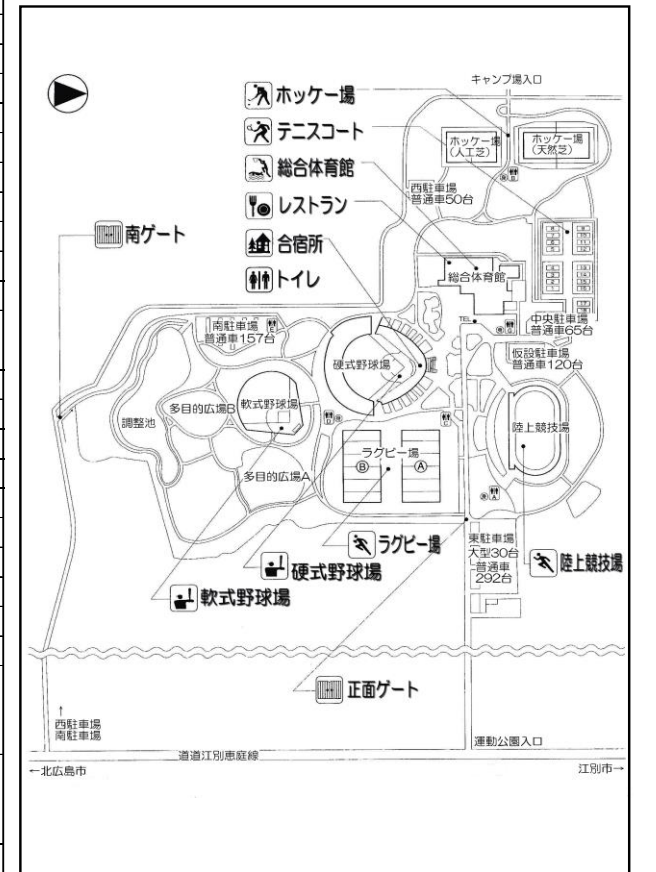 キャンプ場入口
ホッケー場
テニスコート
総合体育館
レストラン
合宿所
トイレ
ホッケー場
(人工芝)
ホッケー場
(天然芝)
西駐車場
普通車50台
南ゲート
総合体育館
TEL
中央駐車場
普通車65台
仮設駐車場
普通車120台
南駐車場
普通車157台
硬式野球場
軟式野球場
多目的広場B
調整池
多目的広場A
ラグビー場
B
A
陸上競技場
東駐車場
大型30台
普通車
292台
ラグビー場
硬式野球場
軟式野球場
陸上競技場
正面ゲート
↑
西駐車場
南駐車場
運動公園入口
道道江別恵庭線
←北広島市
江別市→